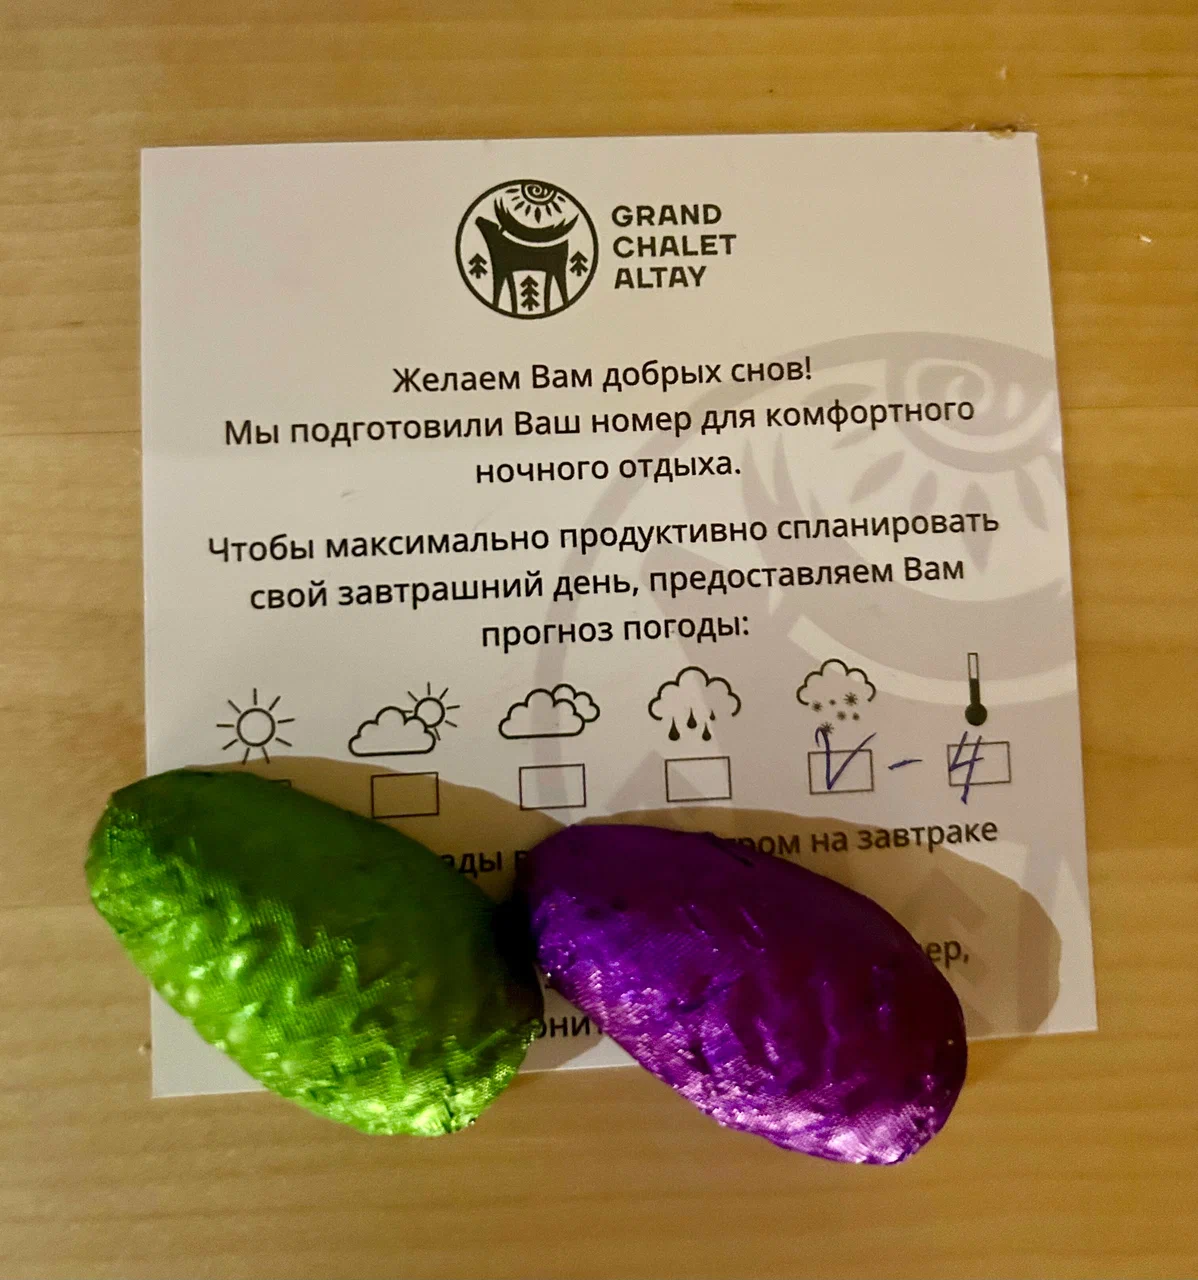 GRAND
CHALET
ALTAY
Желаем Вам добрых снов!
Мы подготовили Ваш номер для комфортного
ночного отдыха.
Чтобы максимально продуктивно спланировать
свой завтрашний день, предоставляем Вам
прогноз погоды:
V - 4
на завтраке